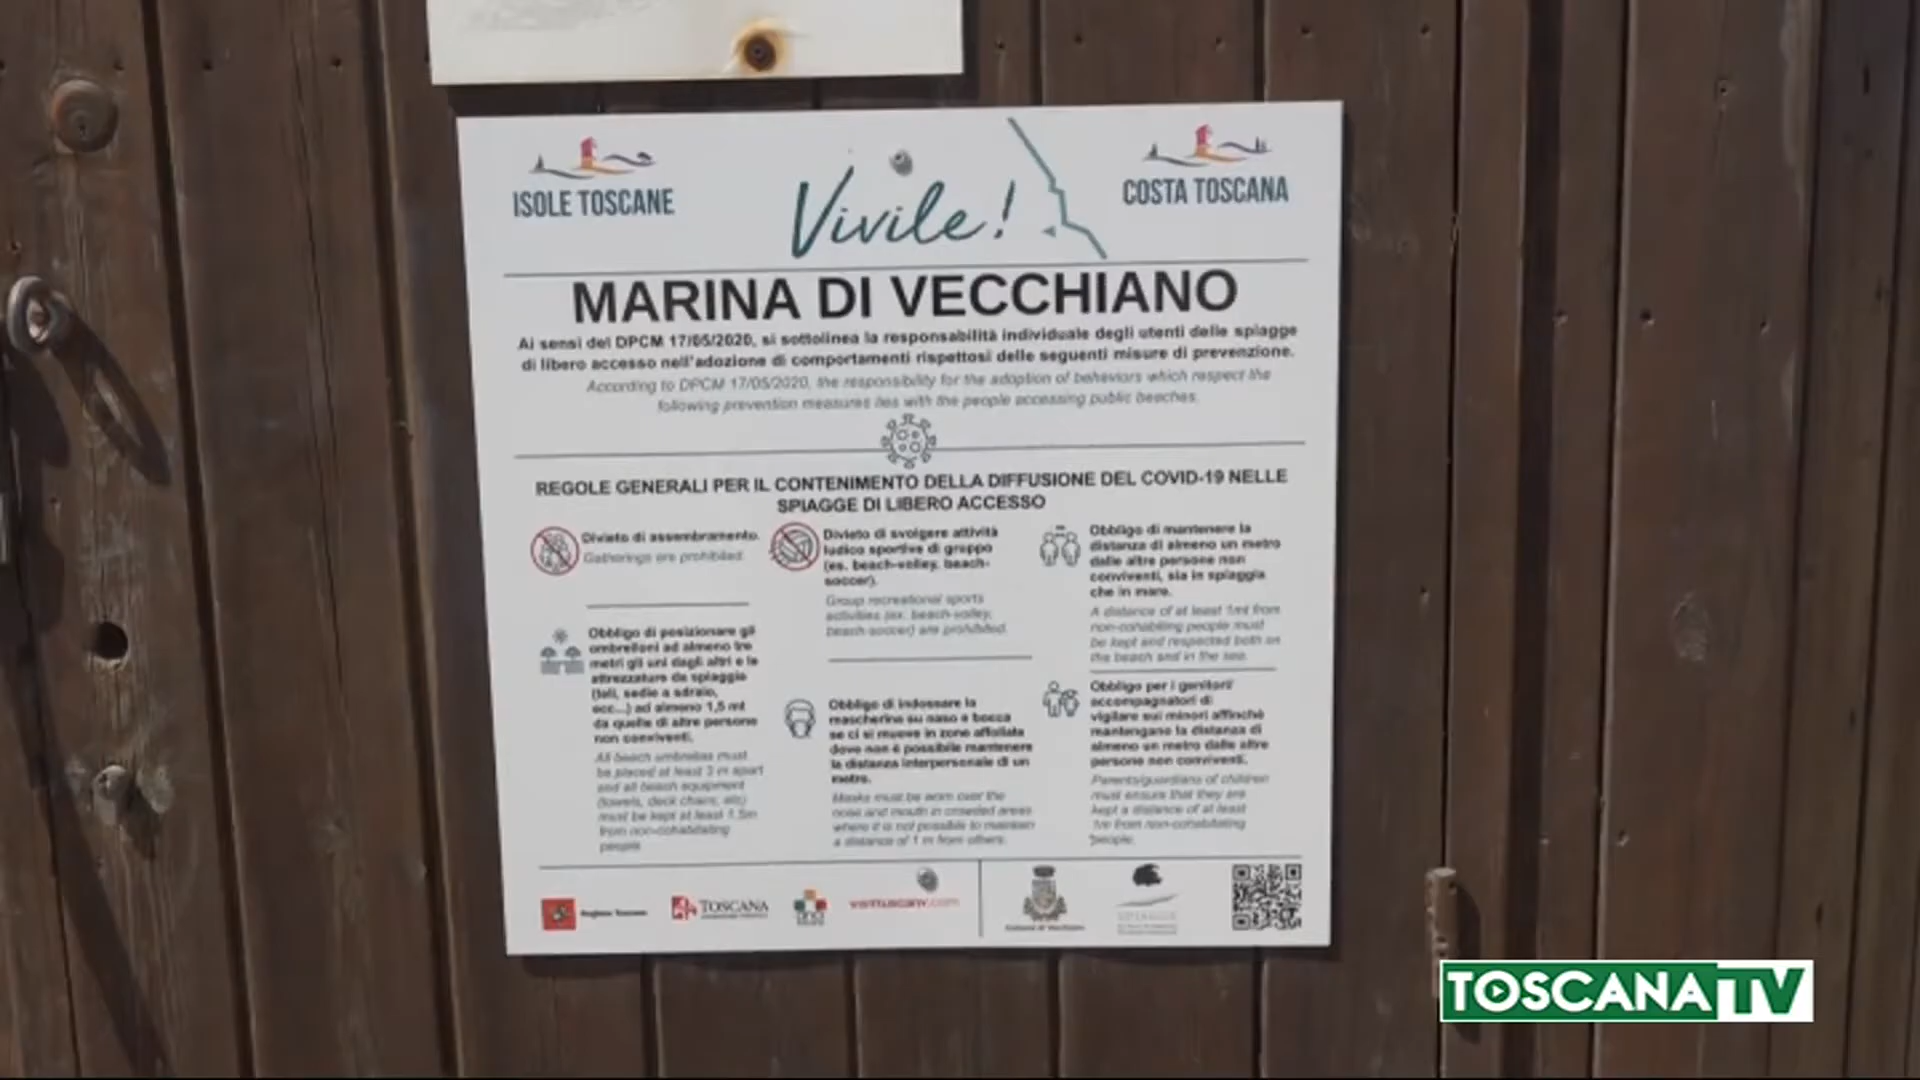 ISOLE TOSCANE
Vivile!
COSTA TOSCANA
MARINA DI VECCHIANO
Ai sensi del DPCM 17/05/2020, si sottolinea la responsabilità individuale degli utenti delle spiagge
di libero accesso nell'adozione di comportamenti rispettosi delle seguenti misure di prevenzione.
According to DPCM 17/05/2020, the responsibility for the adoption of behaviors which respect the
following prevention measures lies with the people accessing public beaches.
REGOLE GENERALI PER IL CONTENIMENTO DELLA DIFFUSIONE DEL COVID-19 NELLE
SPIAGGE DI LIBERO ACCESSO
Divieto di assembramento.
Gatherings are prohibited.
Obbligo di posizionare gli
ombrelloni ad almeno tre
metri gli uni dagli altri e le
attrezzature da spiaggia
(teli, sedie a sdraio,
ecc...) ad almeno 1,5 mt
da quelle di altre persone
non conviventi.
All beach umbrellas must
be placed at least 3 m apart
and all beach equipment
(towels, deck chairs, etc)
must be kept at least 1.5m
from non-cohabitating
people
Divieto di svolgere attività
ludico sportive di gruppo
(es. beach-volley, beach-
soccer).
Group recreational sports
activities (ex. beach-volley,
beach-soccer) are prohibited.
Obbligo di indossare la
mascherina su naso e bocca
se ci si muove in zone affollate
dove non è possibile mantenere
la distanza interpersonale di un
metro.
Masks must be worn over the
nose and mouth in crowded areas
where it is not possible to maintain
a distance of 1 m from others.
Obbligo di mantenere la
distanza di almeno un metro
dalle altre persone non
conviventi, sia in spiaggia
che in mare.
A distance of at least 1mt from
non-cohabiting people must
be kept and respected both on
the beach and in the sea.
Obbligo per i genitori/
accompagnatori di
vigilare sui minori affinché
mantengano la distanza di
almeno un metro dalle altre
persone non conviventi.
Parents/guardians of children
must ensure that they are
kept a distance of at least
1m from non-cohabitating
people.
Regione Toscana
TOSCANA
visittuscany.com
Comune di Vecchiano
TOSCANA TV